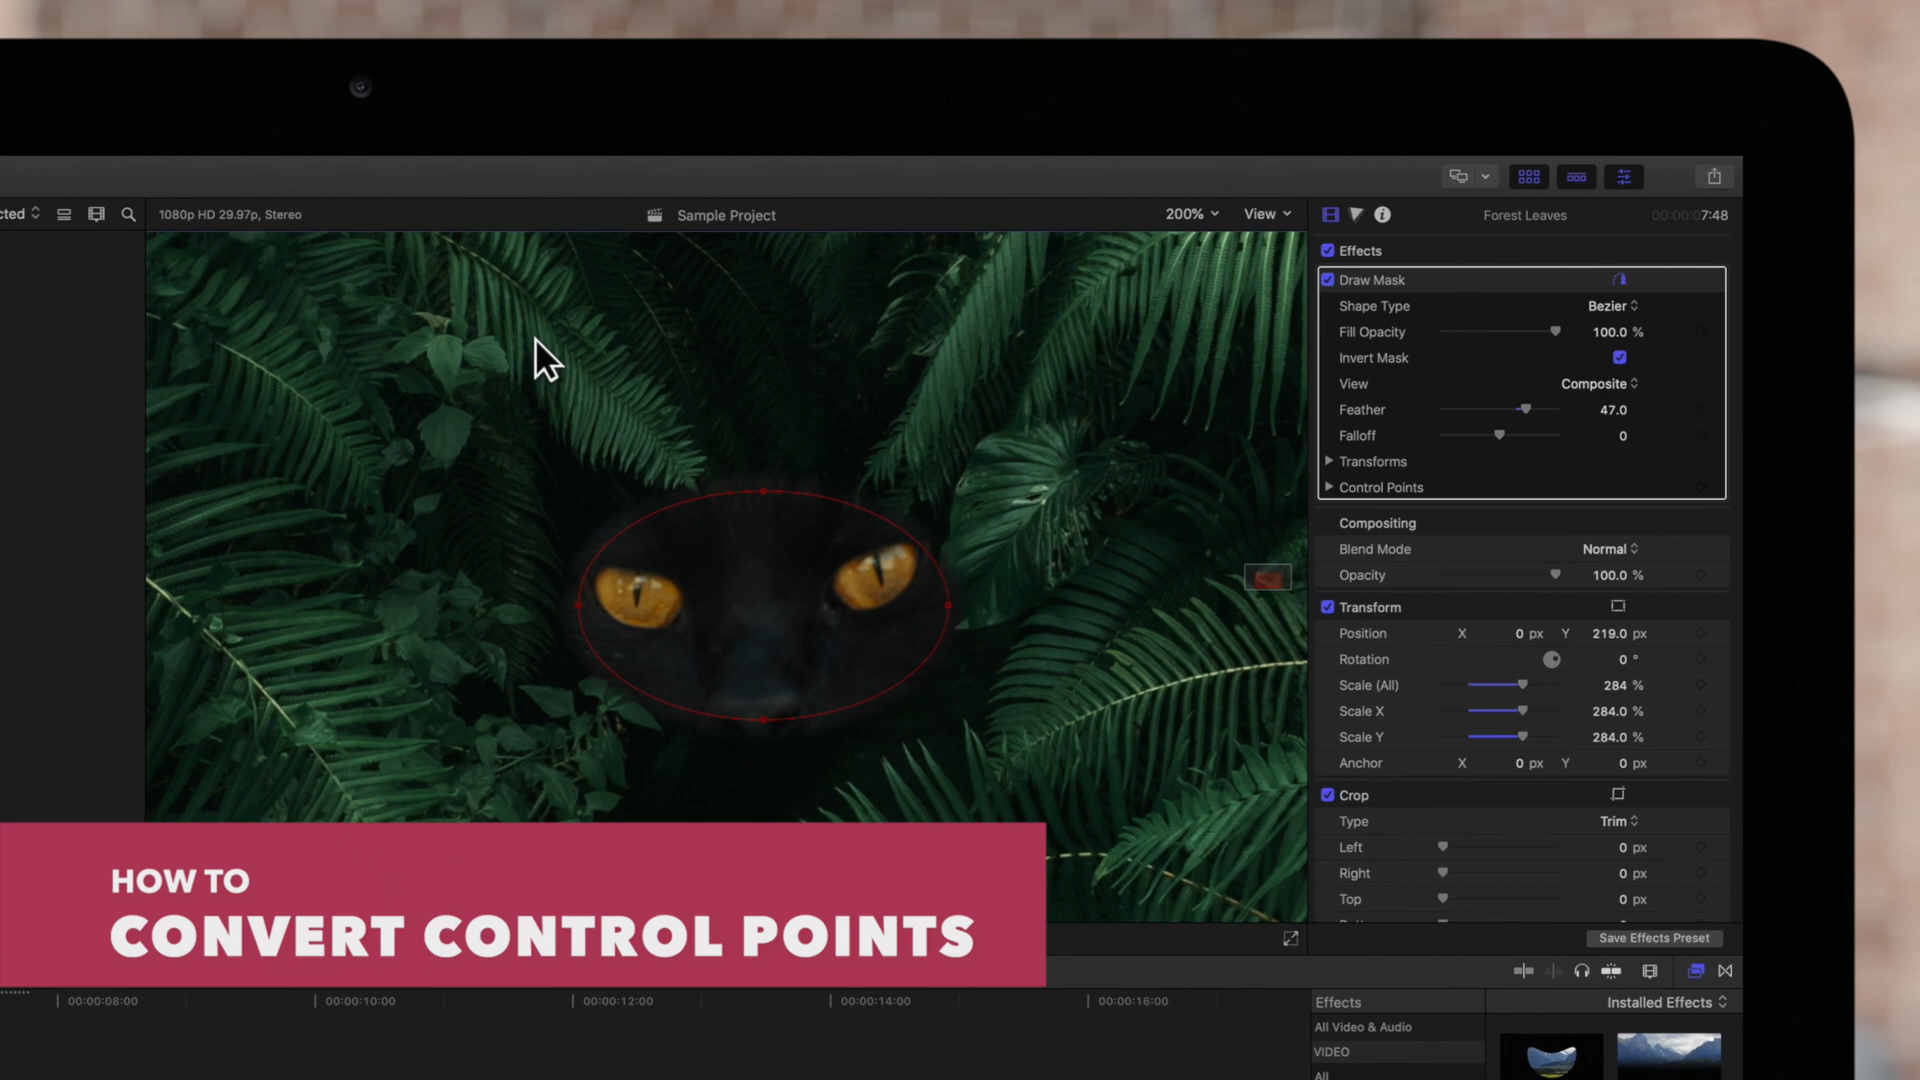 cted
1080p HD 29.97p, Stereo
Sample Project
200%
View
Forest Leaves
00:00:07:48
Effects
Draw Mask
Shape Type
Bezier
Fill Opacity
100.0 %
Invert Mask
View
Composite
Feather
47.0
Falloff
0
Transforms
Control Points
Compositing
Blend Mode
Normal
Opacity
100.0 %
Transform
Position X 0 px Y 219.0 px
Rotation
0 °
Scale (All)
284 %
Scale X
284.0 %
Scale Y
284.0 %
Anchor X 0 px Y 0 px
Crop
Type
Trim
Left
0 px
Right
0 px
Top
0 px
Save Effects Preset
HOW TO
CONVERT CONTROL POINTS
00:00:08:00
00:00:10:00
00:00:12:00
00:00:14:00
00:00:16:00
Effects
Installed Effects
All Video & Audio
VIDEO
All